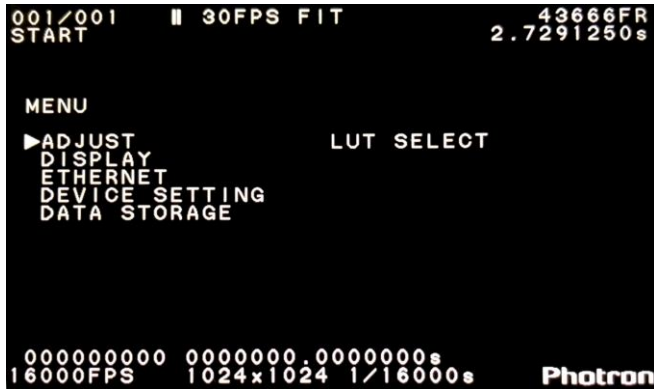 001/001 ⏸ 30FPS FIT 43666FR
START 2.7291250s
MENU
▶ADJUST LUT SELECT
DISPLAY
ETHERNET
DEVICE SETTING
DATA STORAGE
000000000 0000000.0000000s
16000FPS 1024x1024 1/16000s Photron